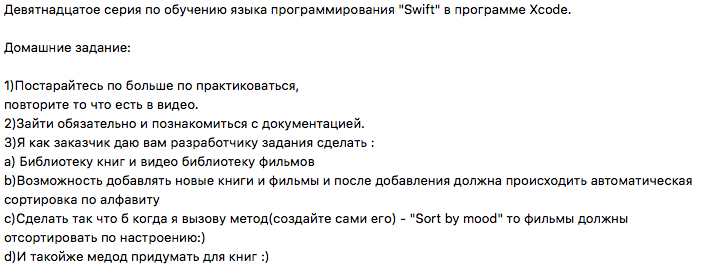 Девятнадцатое серия по обучению языка программирования "Swift" в программе Xcode.
Домашние задание:
1)Постарайтесь по больше по практиковаться,
повторите то что есть в видео.
2)Зайти обязательно и познакомиться с документацией.
3)Я как заказчик даю вам разработчику задания сделать :
a) Библиотеку книг и видео библиотеку фильмов
b)Возможность добавлять новые книги и фильмы и после добавления должна происходить автоматическая
сортировка по алфавиту
c)Сделать так что б когда я вызову метод(создайте сами его) - "Sort by mood" то фильмы должны
отсортировать по настроению:)
d)И такойже медод придумать для книг :)